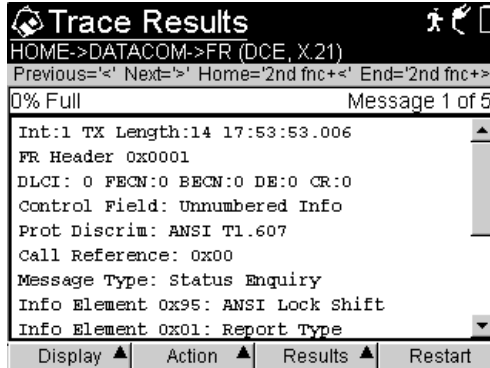 Trace Results
HOME->DATACOM->FR (DCE, X.21)
Previous='<' Next='>' Home='2nd fnc+<' End='2nd fnc+>
0% Full Message 1 of 5
Int:1 TX Length:14 17:53:53.006
FR Header 0X0001
DLCI: 0 FECN:0 BECN:0 DE:0 CR:0
Control Field: Unnumbered Info
Prot Discrim: ANSI T1.607
Call Reference: 0X00
Message Type: Status Enquiry
Info Element 0X95: ANSI Lock Shift
Info Element 0X01: Report Type
Display Action Results Restart